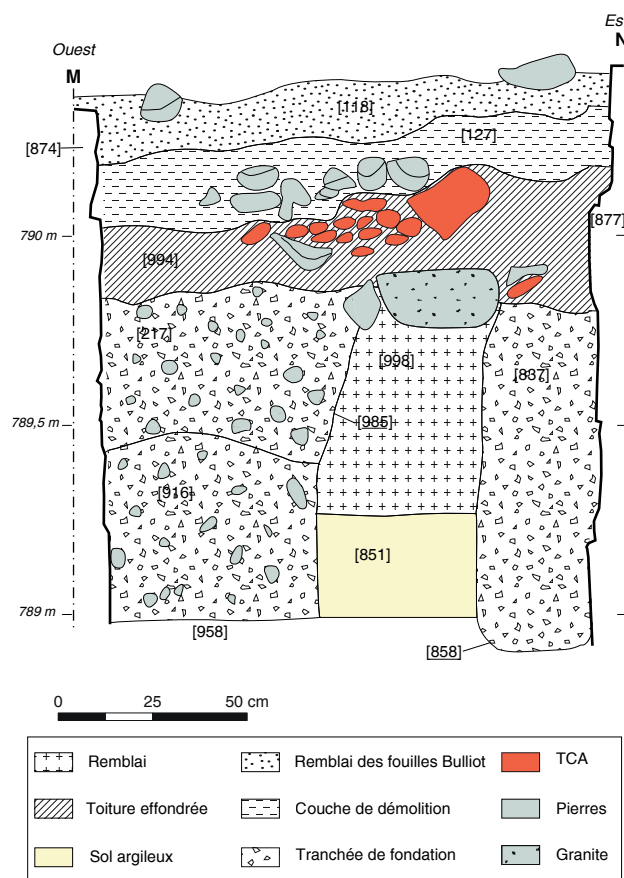 Ouest
Es
M
N
[118]
[127]
[874]
[877]
790 m
[994]
[217]
[998]
[837]
789,5 m
[985]
[916]
[851]
789 m
[958]
[858]
0 25 50 cm
Remblai
Remblai des fouilles Bulliot
TCA
Toiture effondrée
Couche de démolition
Pierres
Sol argileux
Tranchée de fondation
Granite